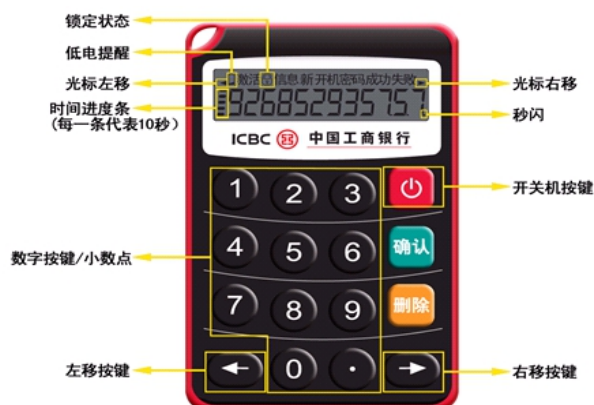 锁定状态
低电提醒
激活 信息 新 开机密码成功失败
光标左移
光标右移
9268529357.5.7
时间进度条
(每一条代表10秒)
秒闪
ICBC 中国工商银行
1 2 3
开关机按键
4 5 6 确认
数字按键/小数点
7 8 9 删除
左移按键
0 ·
右移按键